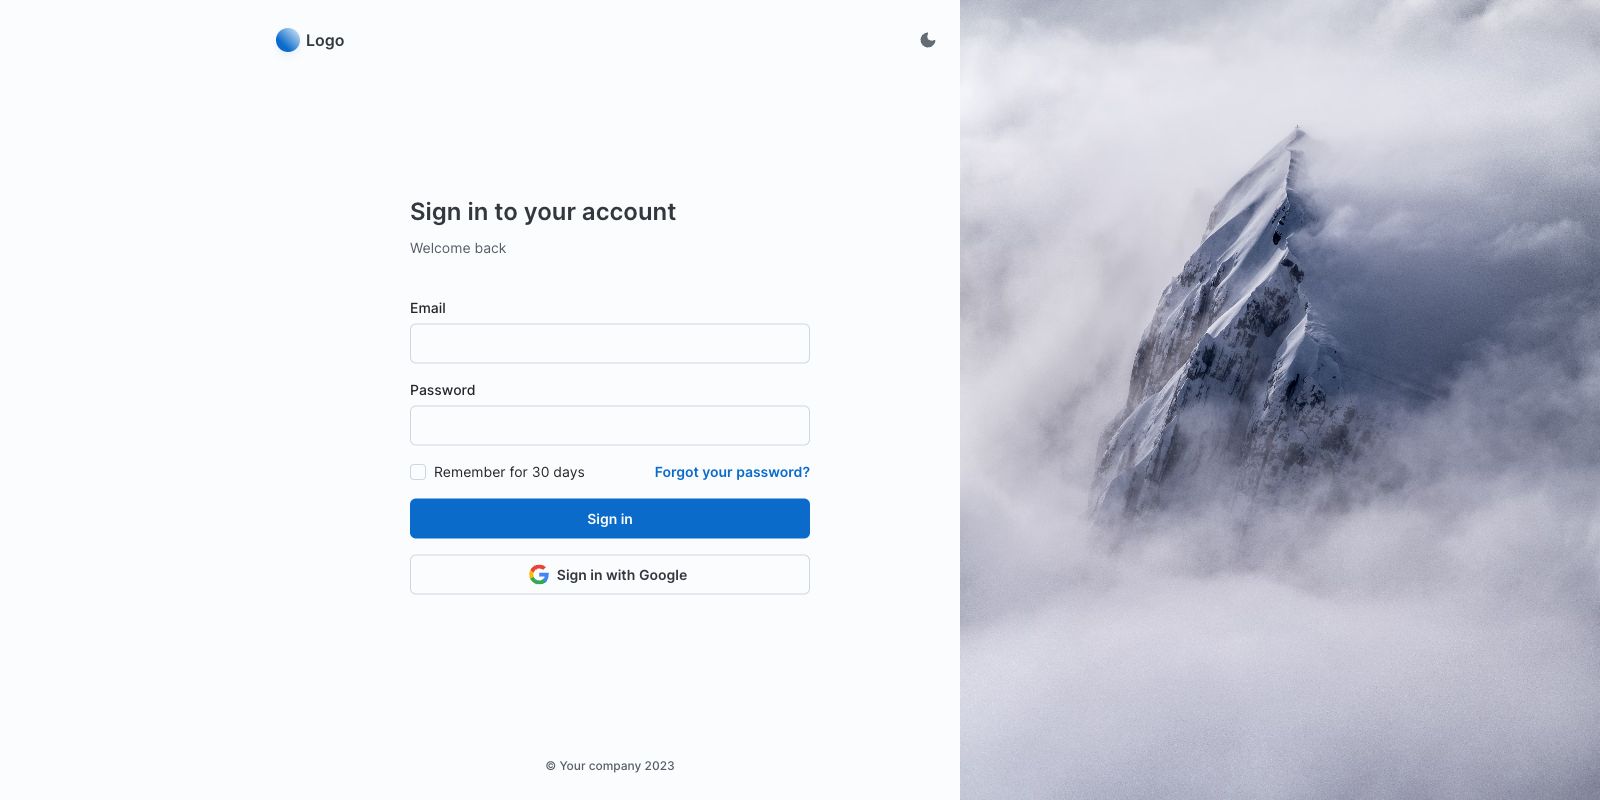 Logo
Sign in to your account
Welcome back
Email
Password
Remember for 30 days Forgot your password?
Sign in
Sign in with Google
© Your company 2023